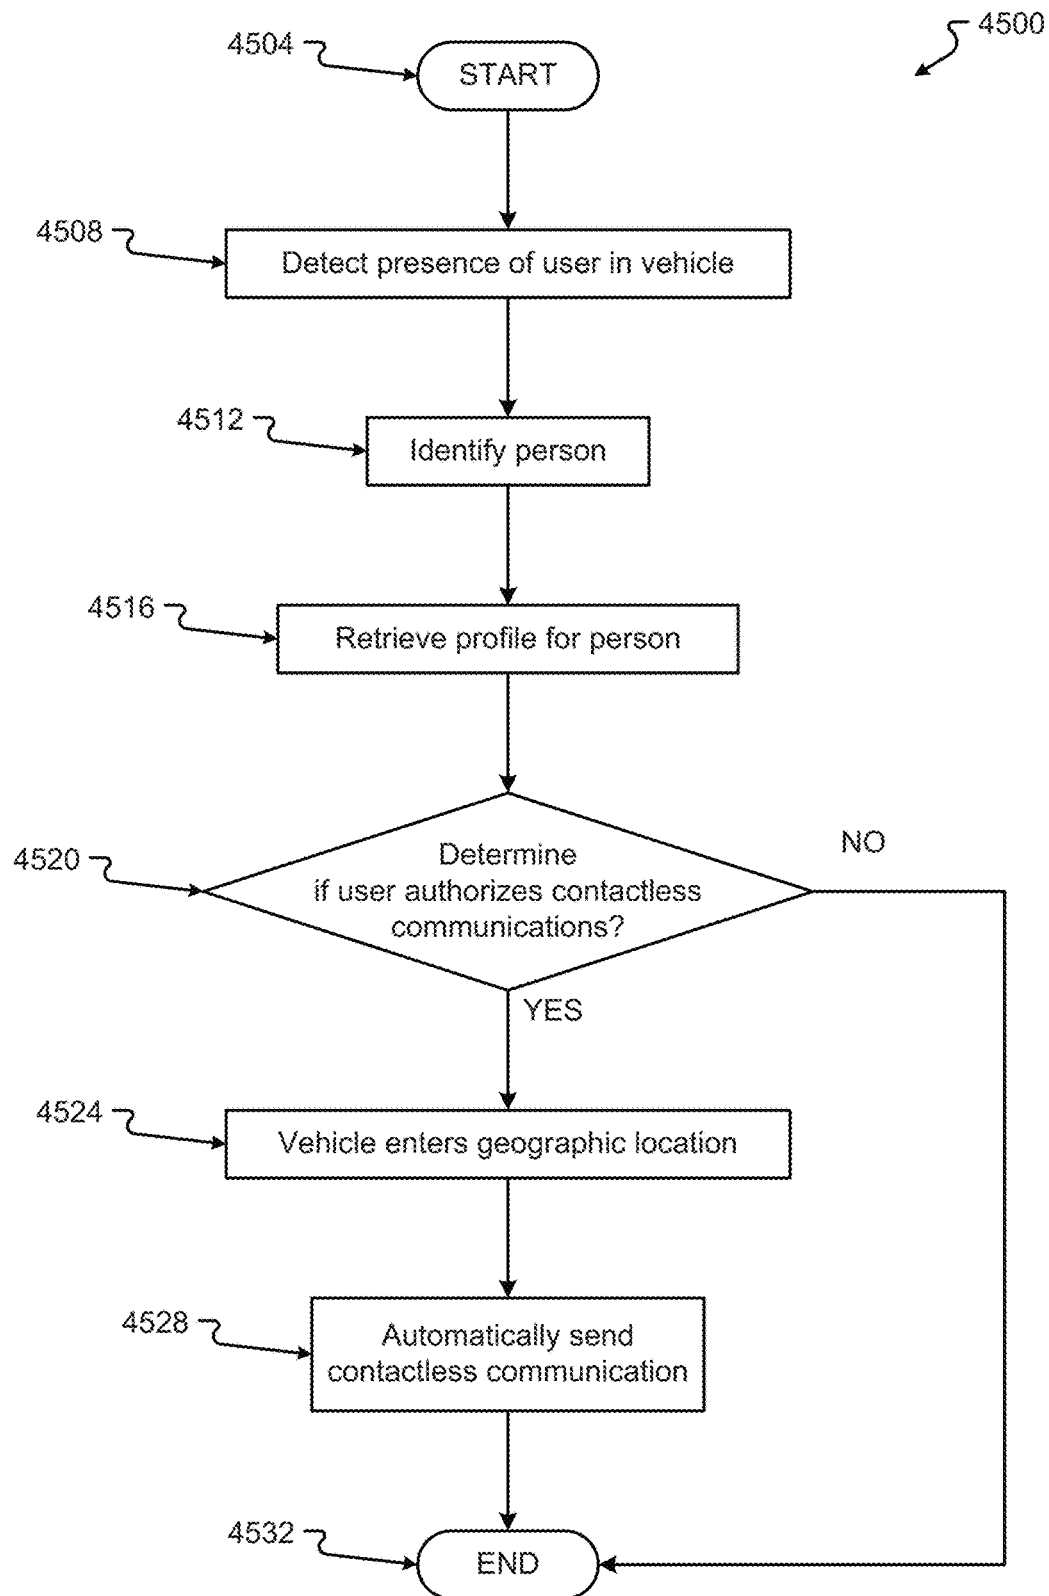 4500
4504
START
4508
Detect presence of user in vehicle
4512
Identify person
4516
Retrieve profile for person
4520
Determine
if user authorizes contactless
communications?
NO
YES
4524
Vehicle enters geographic location
4528
Automatically send
contactless communication
4532
END